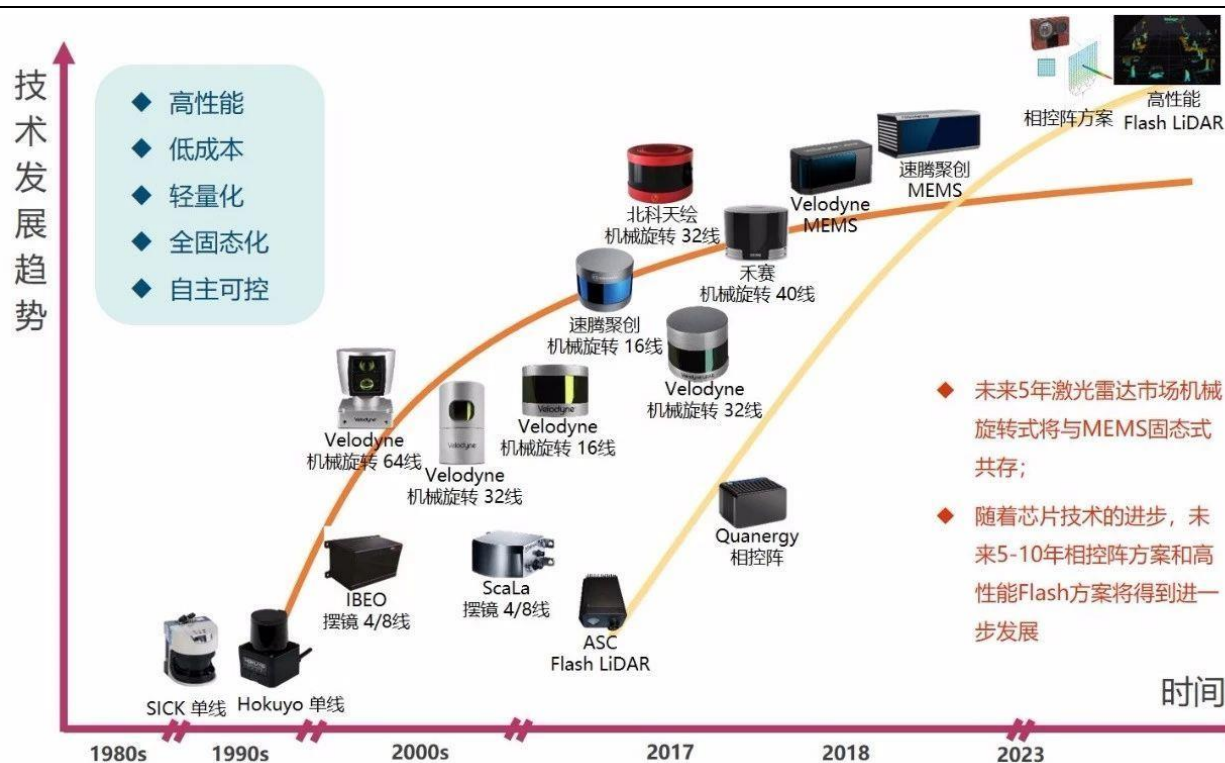 技术发展趋势
◆ 高性能
◆ 低成本
◆ 轻量化
◆ 全固态化
◆ 自主可控
相控阵方案
高性能
Flash LiDAR
速腾聚创
MEMS
Velodyne
MEMS
北科天绘
机械旋转 32线
禾赛
机械旋转 40线
速腾聚创
机械旋转 16线
Velodyne
机械旋转 32线
Velodyne
机械旋转 64线
Velodyne
Velodyne
机械旋转 32线
Velodyne
Velodyne
机械旋转 16线
Quanergy
相控阵
IBEO
摆镜 4/8线
ScaLa
摆镜 4/8线
ASC
Flash LiDAR
SICK 单线
Hokuyo 单线
◆ 未来5年激光雷达市场机械
旋转式将与MEMS固态式
共存;
◆ 随着芯片技术的进步，未
来5-10年相控阵方案和高
性能Flash方案将得到进一
步发展
时间
1980s
1990s
2000s
2017
2018
2023